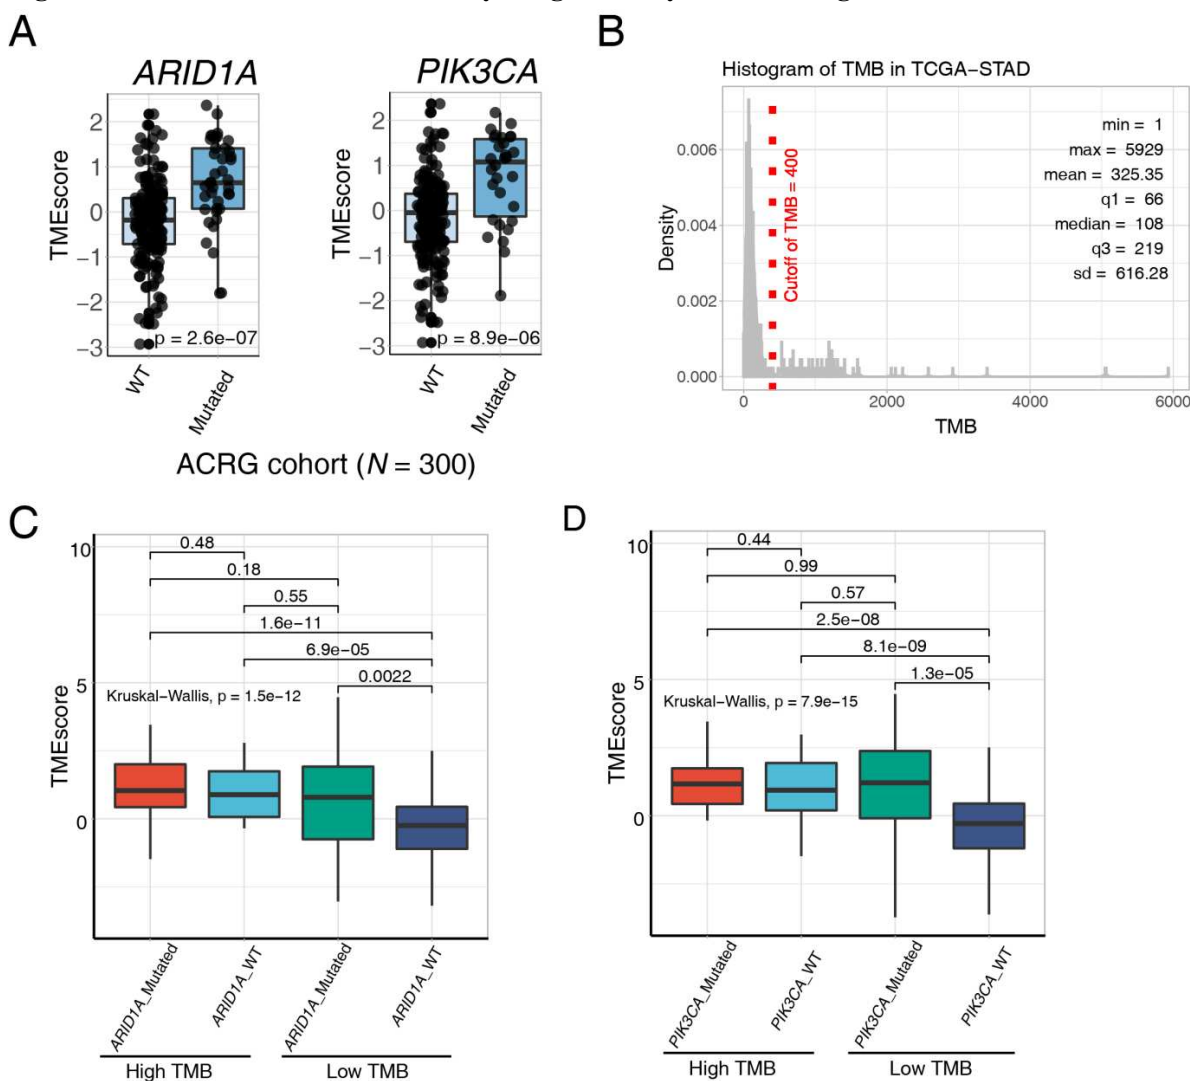 A
ARID1A
PIK3CA
TMEscore
2
1
0
−1
−2
−3
p = 2.6e−07
WT
Mutated
TMEscore
2
1
0
−1
−2
−3
p = 8.9e−06
WT
Mutated
ACRG cohort (N = 300)
B
Histogram of TMB in TCGA−STAD
Density
0.006
0.004
0.002
0.000
Cutoff of TMB = 400
min = 1
max = 5929
mean = 325.35
q1 = 66
median = 108
q3 = 219
sd = 616.28
0
2000
4000
6000
TMB
C
TMEscore
10
5
0
0.48
0.18
0.55
1.6e−11
6.9e−05
0.0022
Kruskal−Wallis, p = 1.5e−12
ARID1A_Mutated
ARID1A_WT
ARID1A_Mutated
ARID1A_WT
High TMB
Low TMB
D
TMEscore
10
5
0
0.44
0.99
0.57
2.5e−08
8.1e−09
1.3e−05
Kruskal−Wallis, p = 7.9e−15
PIK3CA_Mutated
PIK3CA_WT
PIK3CA_Mutated
PIK3CA_WT
High TMB
Low TMB